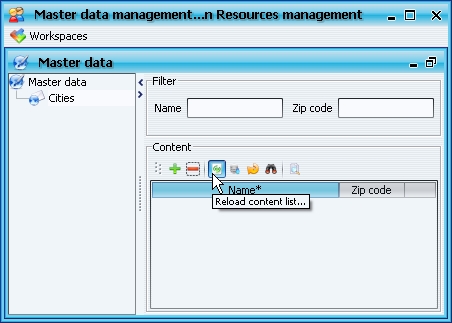 Master data management...n Resources management
Workspaces
Master data
Master data
Cities
Filter
Name
Zip code
Content
Name*
Zip code
Reload content list...